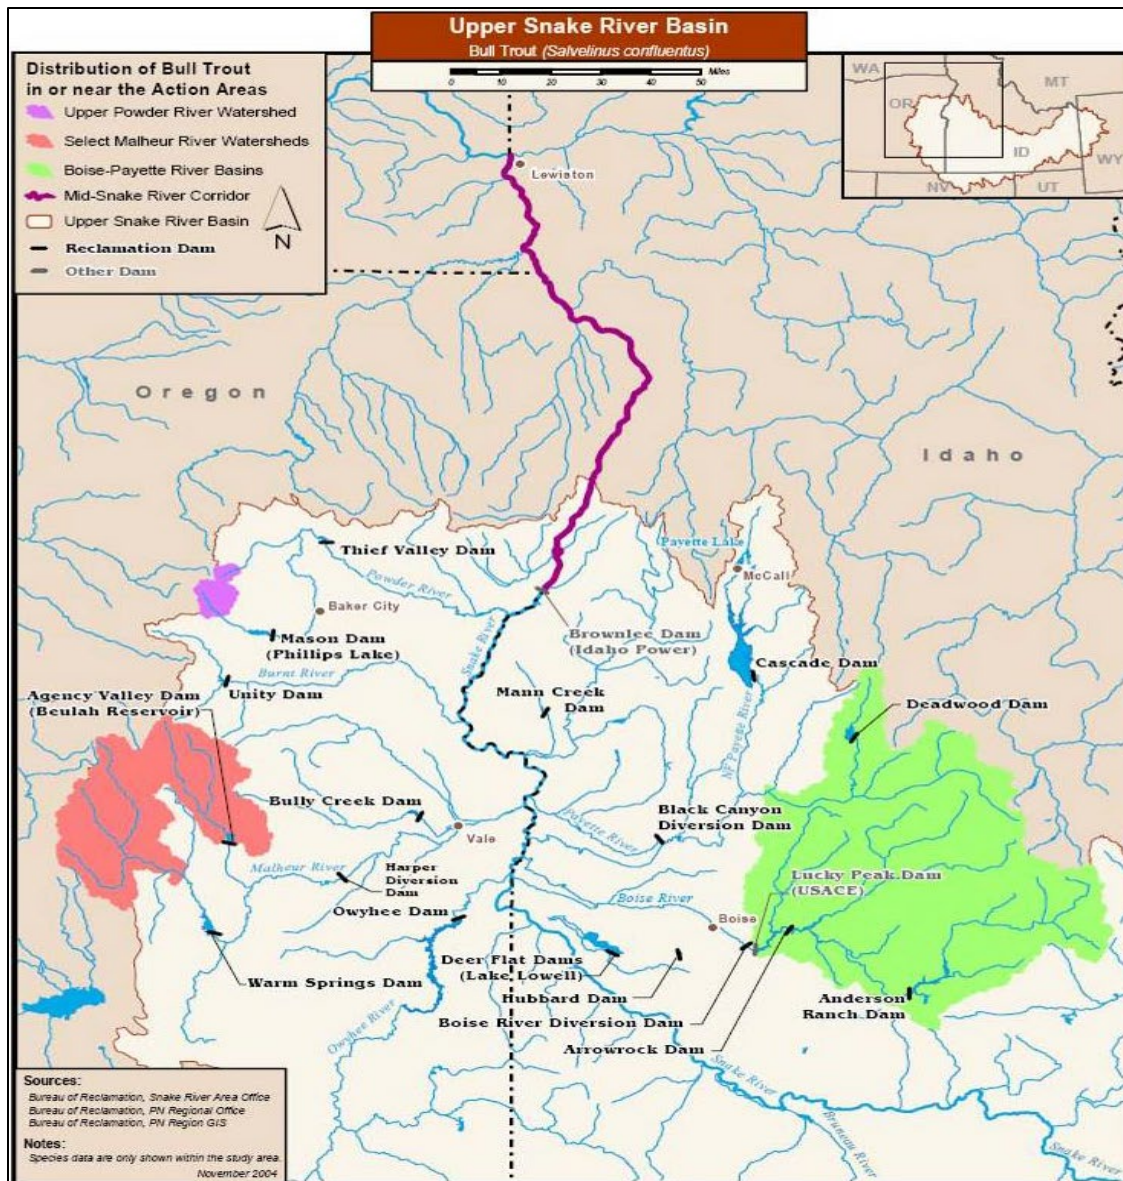 Upper Snake River Basin
Bull Trout (Salvelinus confluentus)
0 10 20 30 40 50 Miles
Distribution of Bull Trout
in or near the Action Areas
Upper Powder River Watershed
Select Malheur River Watersheds
Boise-Payette River Basins
Mid-Snake River Corridor
Upper Snake River Basin
Reclamation Dam
Other Dam
N
WA
MT
OR
ID
WY
NV
UT
Lewiston
Oregon
Idaho
Thief Valley Dam
Payette Lake
McCall
Powder River
Baker City
Mason Dam
(Phillips Lake)
Snake River
Brownlee Dam
(Idaho Power)
Cascade Dam
Burnt River
Unity Dam
Agency Valley Dam
(Beulah Reservoir)
Mann Creek
Dam
NF Payette River
Deadwood Dam
Bully Creek Dam
Vale
Payette River
Black Canyon
Diversion Dam
Malheur River
Harper
Diversion
Dam
Lucky Peak Dam
(USACE)
Owyhee Dam
Boise River
Boise
Warm Springs Dam
Deer Flat Dams
(Lake Lowell)
Hubbard Dam
Anderson
Ranch Dam
Boise River Diversion Dam
Arrowrock Dam
Owyhee River
Snake River
Bruneau River
Snake River
Sources:
Bureau of Reclamation, Snake River Area Office
Bureau of Reclamation, PN Regional Office
Bureau of Reclamation, PN Region GIS
Notes:
Species data are only shown within the study area.
November 2004